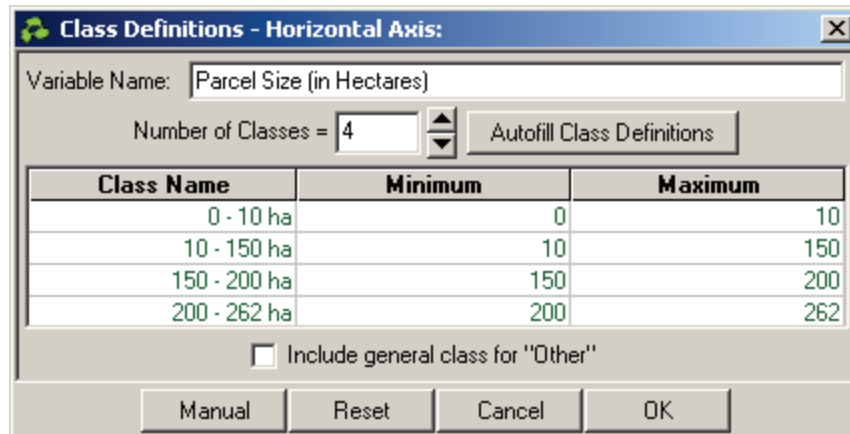 Class Definitions - Horizontal Axis:
Variable Name: Parcel Size (in Hectares)
Number of Classes = 4 Autofill Class Definitions
Class Name Minimum Maximum
0 - 10 ha 0 10
10 - 150 ha 10 150
150 - 200 ha 150 200
200 - 262 ha 200 262
Include general class for "Other"
Manual Reset Cancel OK